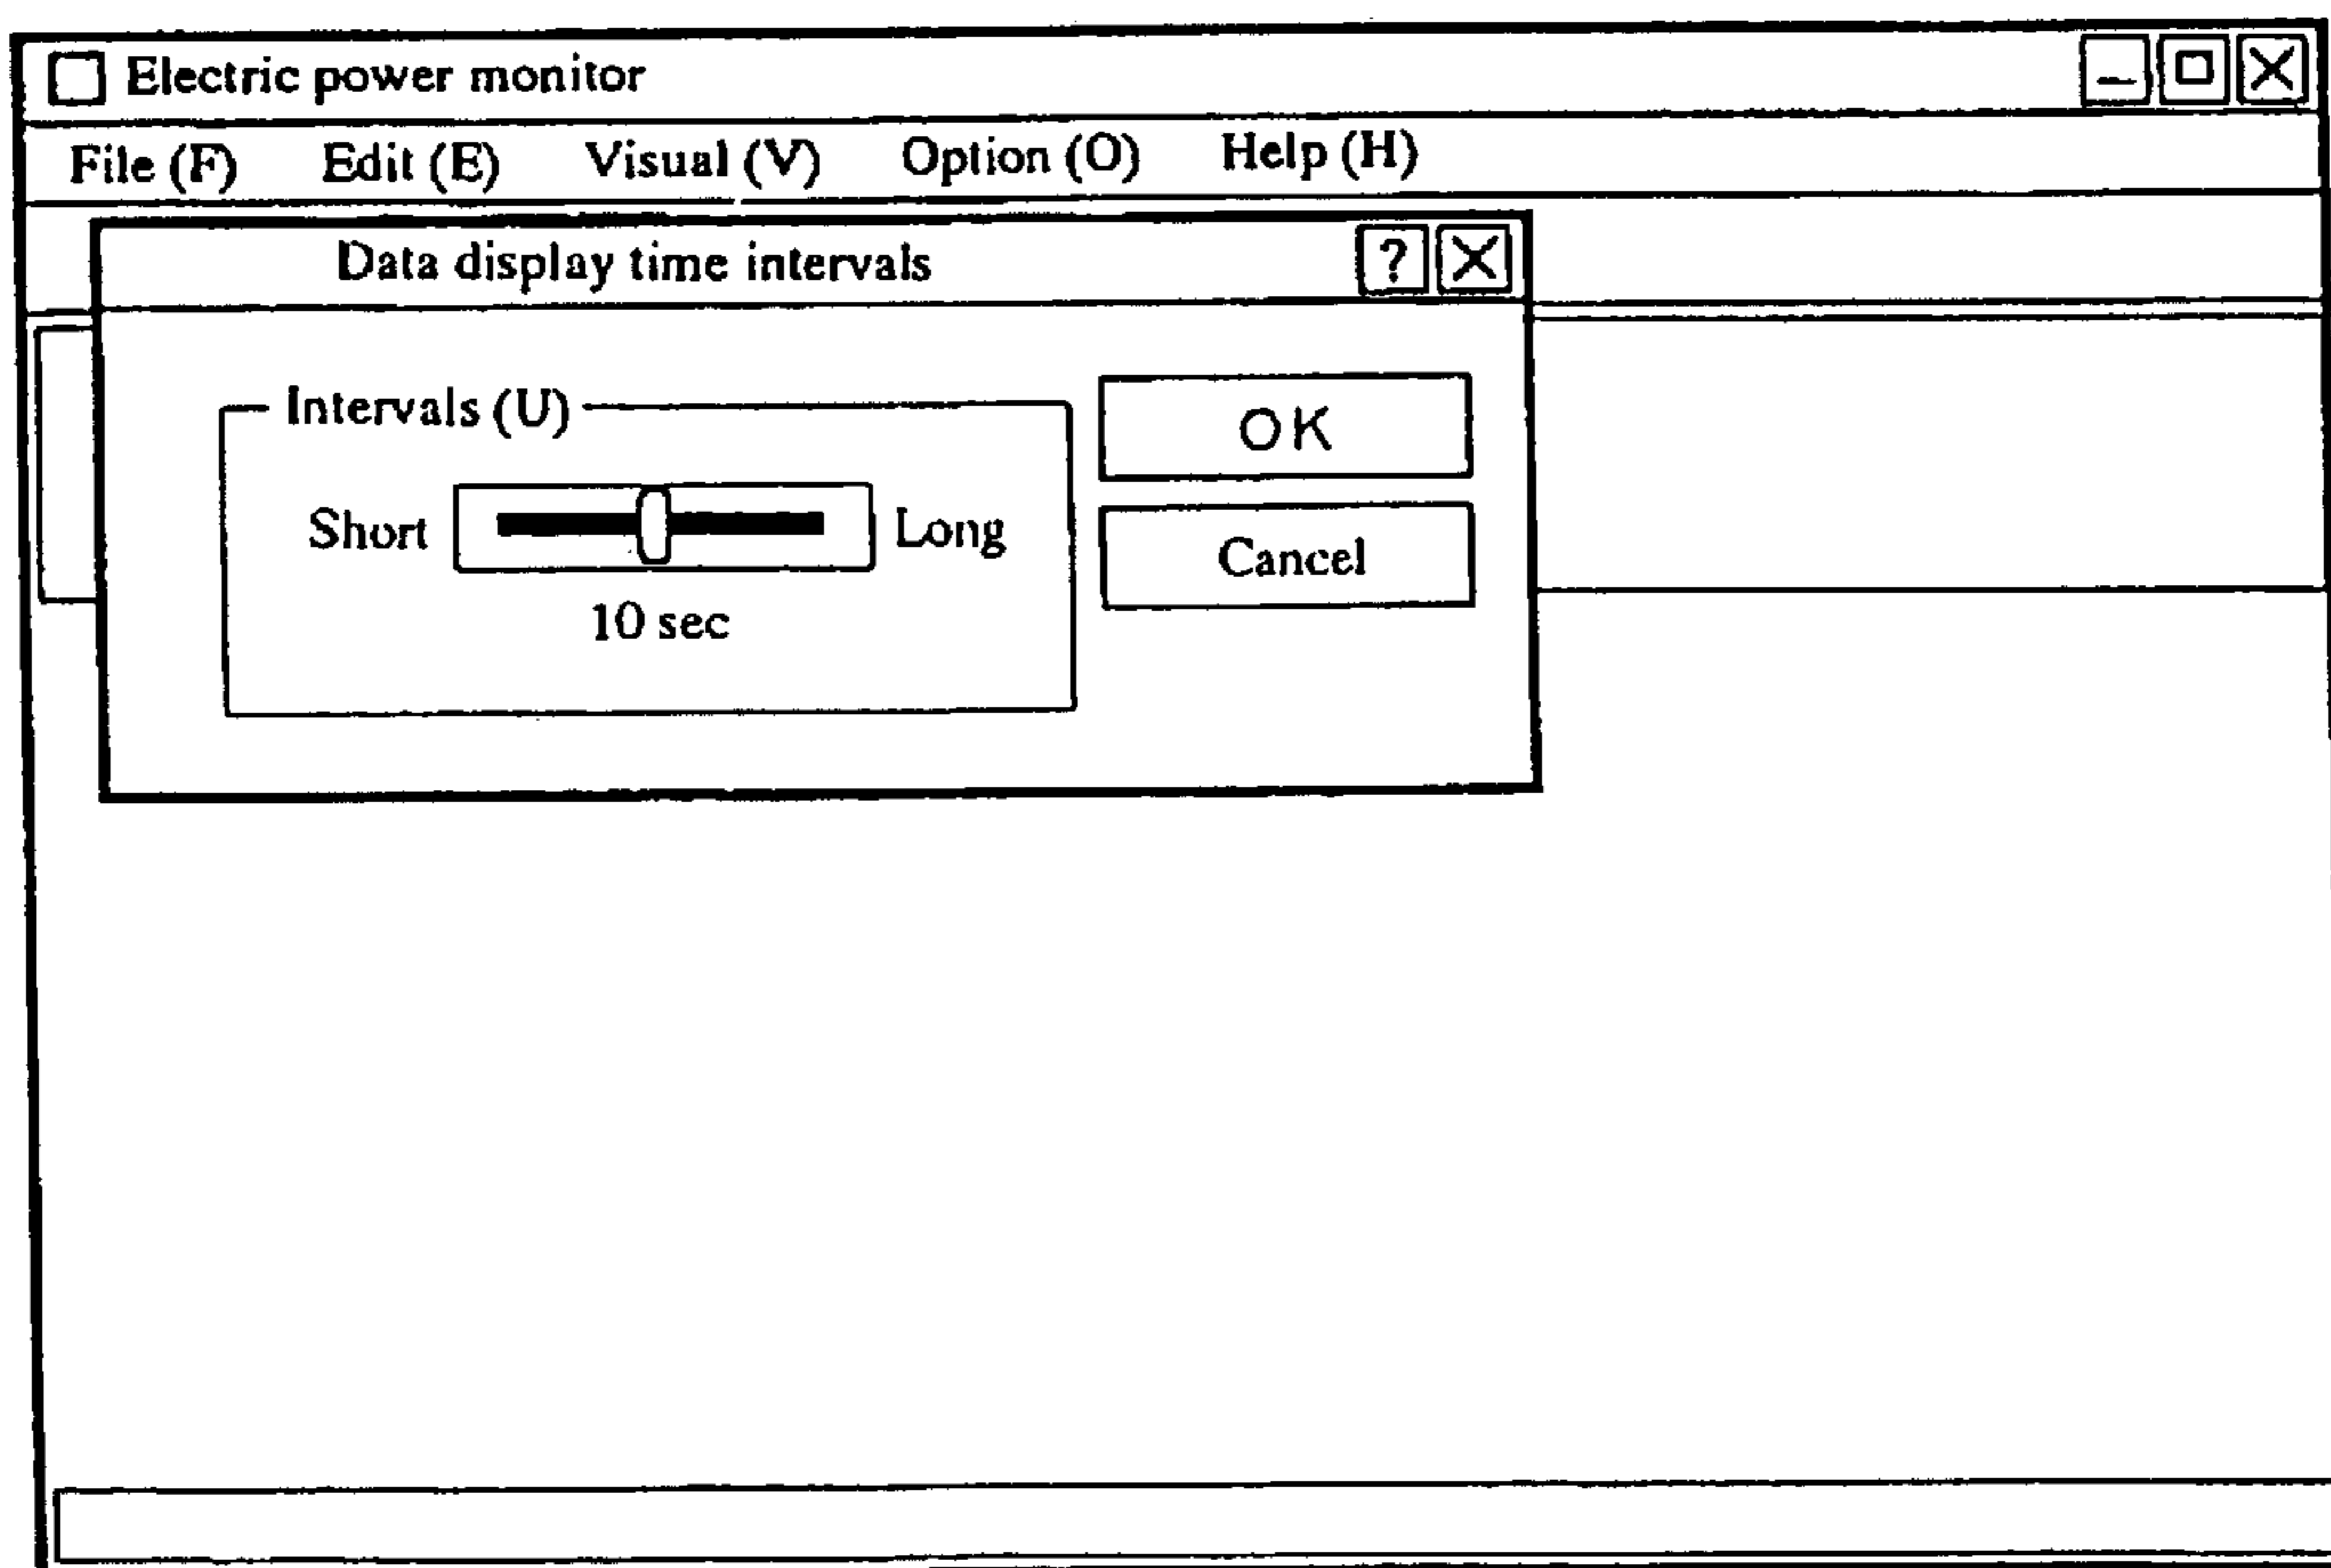 Electric power monitor
File (F) Edit (E) Visual (V) Option (O) Help (H)
Data display time intervals ?
Intervals (U)
OK
Short Long
Cancel
10 sec